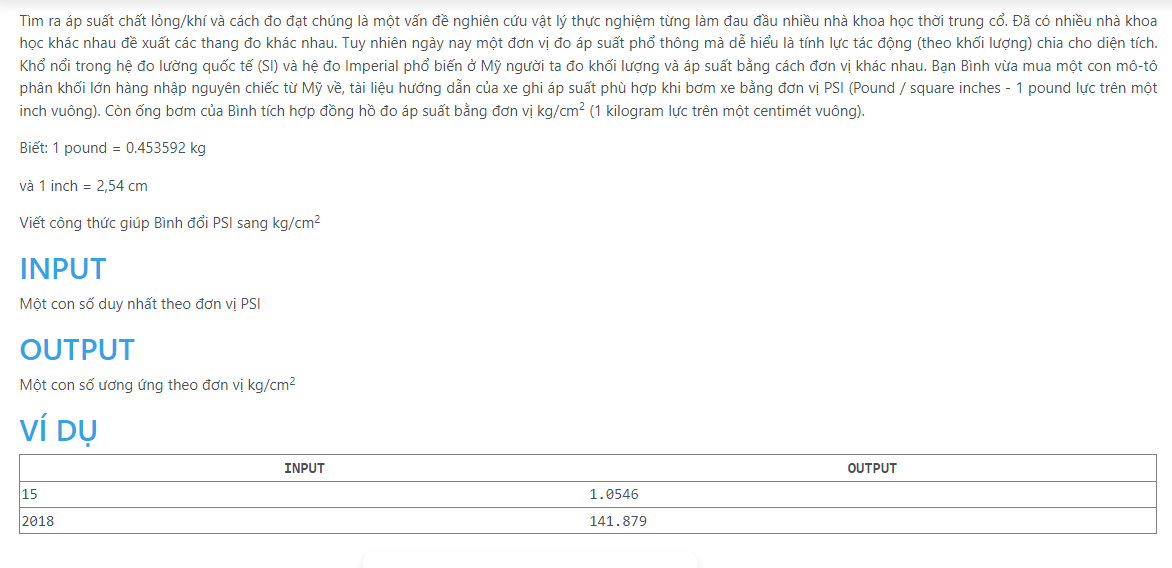 Tìm ra áp suất chất lỏng/khí và cách đo đạt chúng là một vấn đề nghiên cứu vật lý thực nghiệm từng làm đau đầu nhiều nhà khoa học thời trung cổ. Đã có nhiều nhà khoa
học khác nhau đề xuất các thang đo khác nhau. Tuy nhiên ngày nay một đơn vị đo áp suất phổ thông mà dễ hiểu là tính lực tác động (theo khối lượng) chia cho diện tích.
Khổ nổi trong hệ đo lường quốc tế (SI) và hệ đo Imperial phổ biến ở Mỹ người ta đo khối lượng và áp suất bằng cách đơn vị khác nhau. Bạn Bình vừa mua một con mô-tô
phân khối lớn hàng nhập nguyên chiếc từ Mỹ về, tài liệu hướng dẫn của xe ghi áp suất phù hợp khi bơm xe bằng đơn vị PSI (Pound / square inches - 1 pound lực trên một
inch vuông). Còn ống bơm của Bình tích hợp đồng hồ đo áp suất bằng đơn vị kg/cm² (1 kilogram lực trên một centimét vuông).
Biết: 1 pound = 0.453592 kg
và 1 inch = 2,54 cm
Viết công thức giúp Bình đổi PSI sang kg/cm²
INPUT
Một con số duy nhất theo đơn vị PSI
OUTPUT
Một con số ương ứng theo đơn vị kg/cm²
VÍ DỤ
INPUT OUTPUT
15 1.0546
2018 141.879